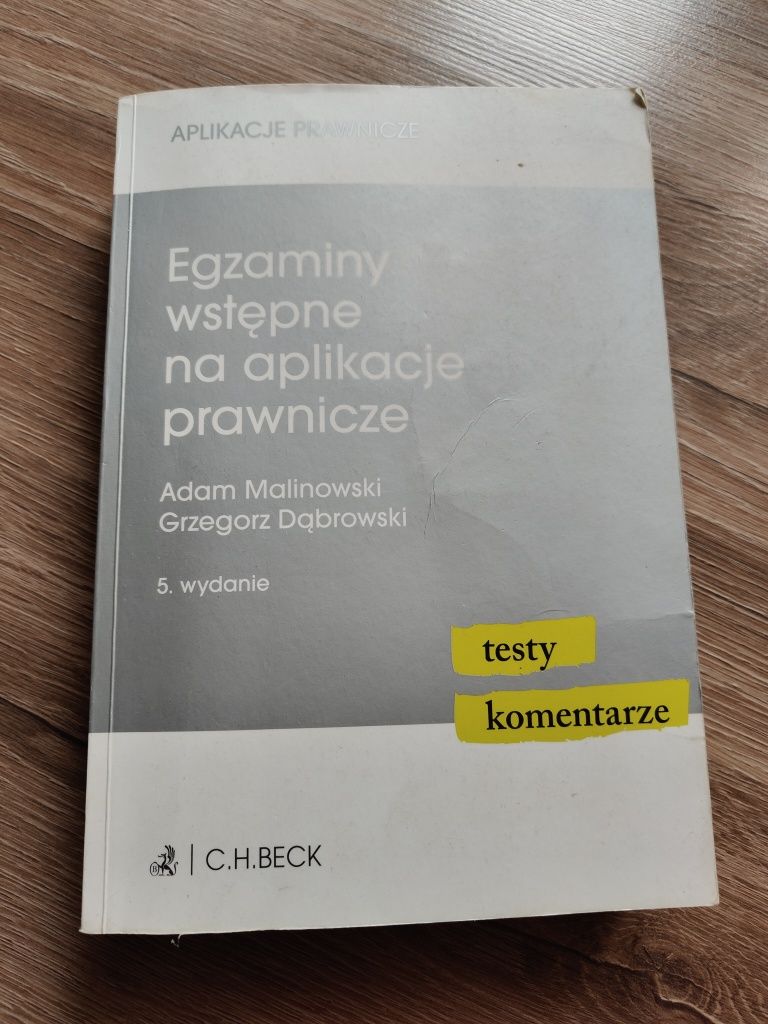 APLIKACJE PRAWNICZE
Egzaminy
wstępne
na aplikacje
prawnicze
Adam Malinowski
Grzegorz Dąbrowski
5. wydanie
testy
komentarze
C.H.BECK